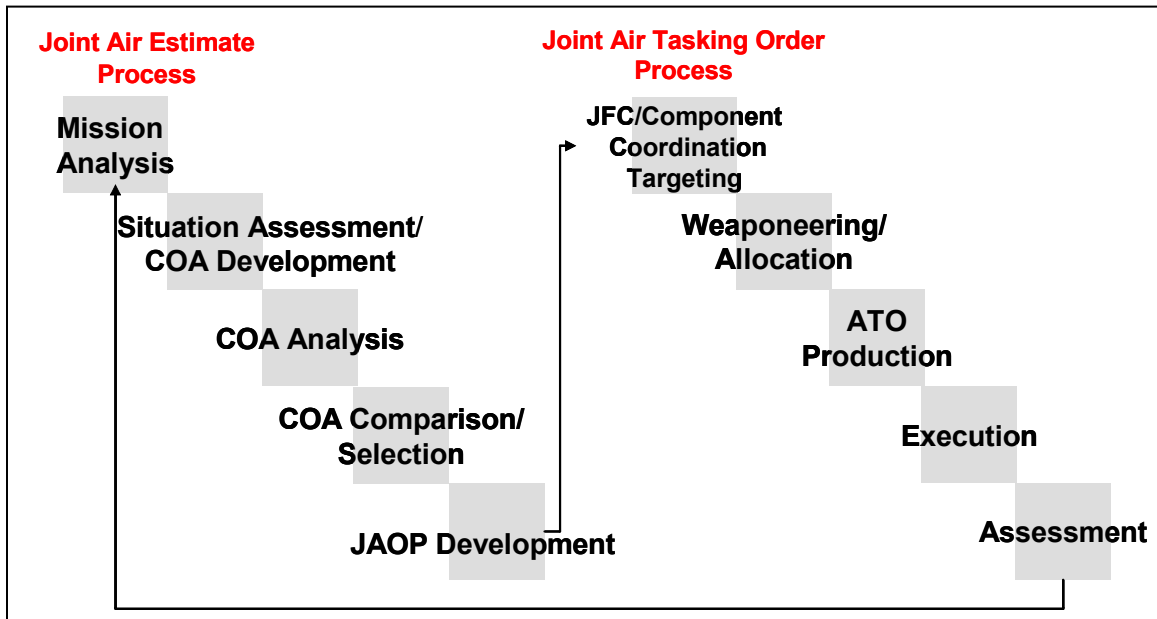 Joint Air Estimate
Process
Mission
Analysis
Situation Assessment/
COA Development
COA Analysis
COA Comparison/
Selection
JAOP Development
Joint Air Tasking Order
Process
JFC/Component
Coordination
Targeting
Weaponeering/
Allocation
ATO
Production
Execution
Assessment